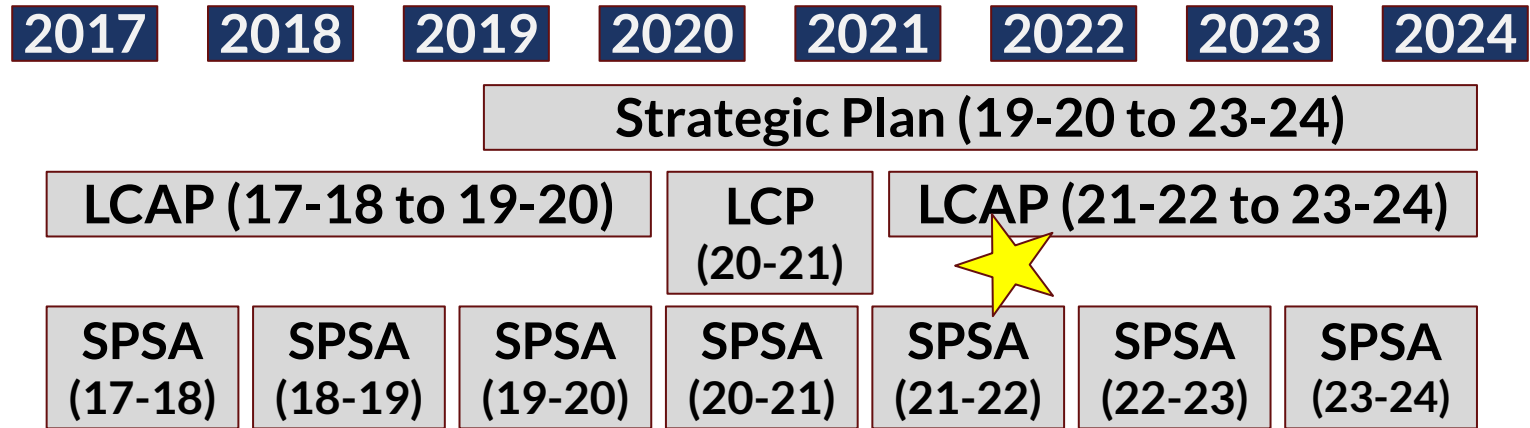 2017 2018 2019 2020 2021 2022 2023 2024
Strategic Plan (19-20 to 23-24)
LCAP (17-18 to 19-20)
LCP
(20-21)
LCAP (21-22 to 23-24)
SPSA
(17-18)
SPSA
(18-19)
SPSA
(19-20)
SPSA
(20-21)
SPSA
(21-22)
SPSA
(22-23)
SPSA
(23-24)